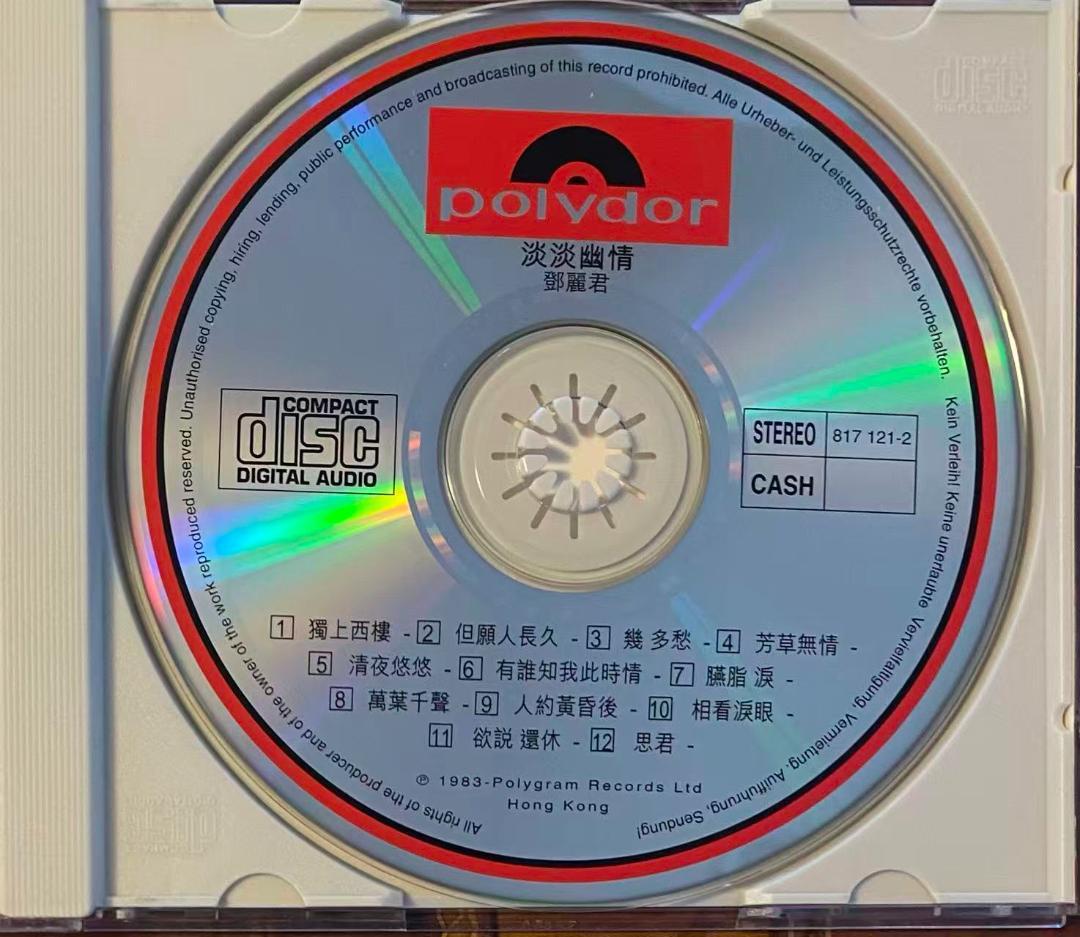 polydor
淡淡幽情
鄧麗君
COMPACT
disc
DIGITAL AUDIO
STEREO 817 121-2
CASH
1 獨上西樓 - 2 但願人長久 - 3 幾多愁 - 4 芳草無情 -
5 清夜悠悠 - 6 有誰知我此時情 - 7 臙脂淚 -
8 萬葉千聲 - 9 人約黃昏後 - 10 相看淚眼 -
11 欲説還休 - 12 思君 -
℗ 1983-Polygram Records Ltd
Hong Kong
All rights of the producer and of the owner of the work reproduced reserved. Unauthorised copying, hiring, lending, public performance and broadcasting of this record prohibited. Alle Urheber- und Leistungsschutzrechte vorbehalten. Kein Verleih! Keine unerlaubte Vervielfältigung, Vermietung, Aufführung, Sendung!
COMPACT
disc
DIGITAL AUDIO